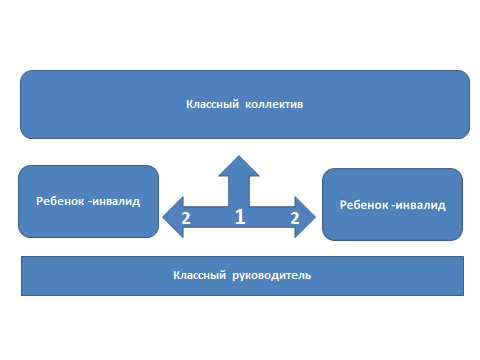 Классный коллектив
Ребенок -инвалид
2 1 2
Ребенок -инвалид
Классный руководитель